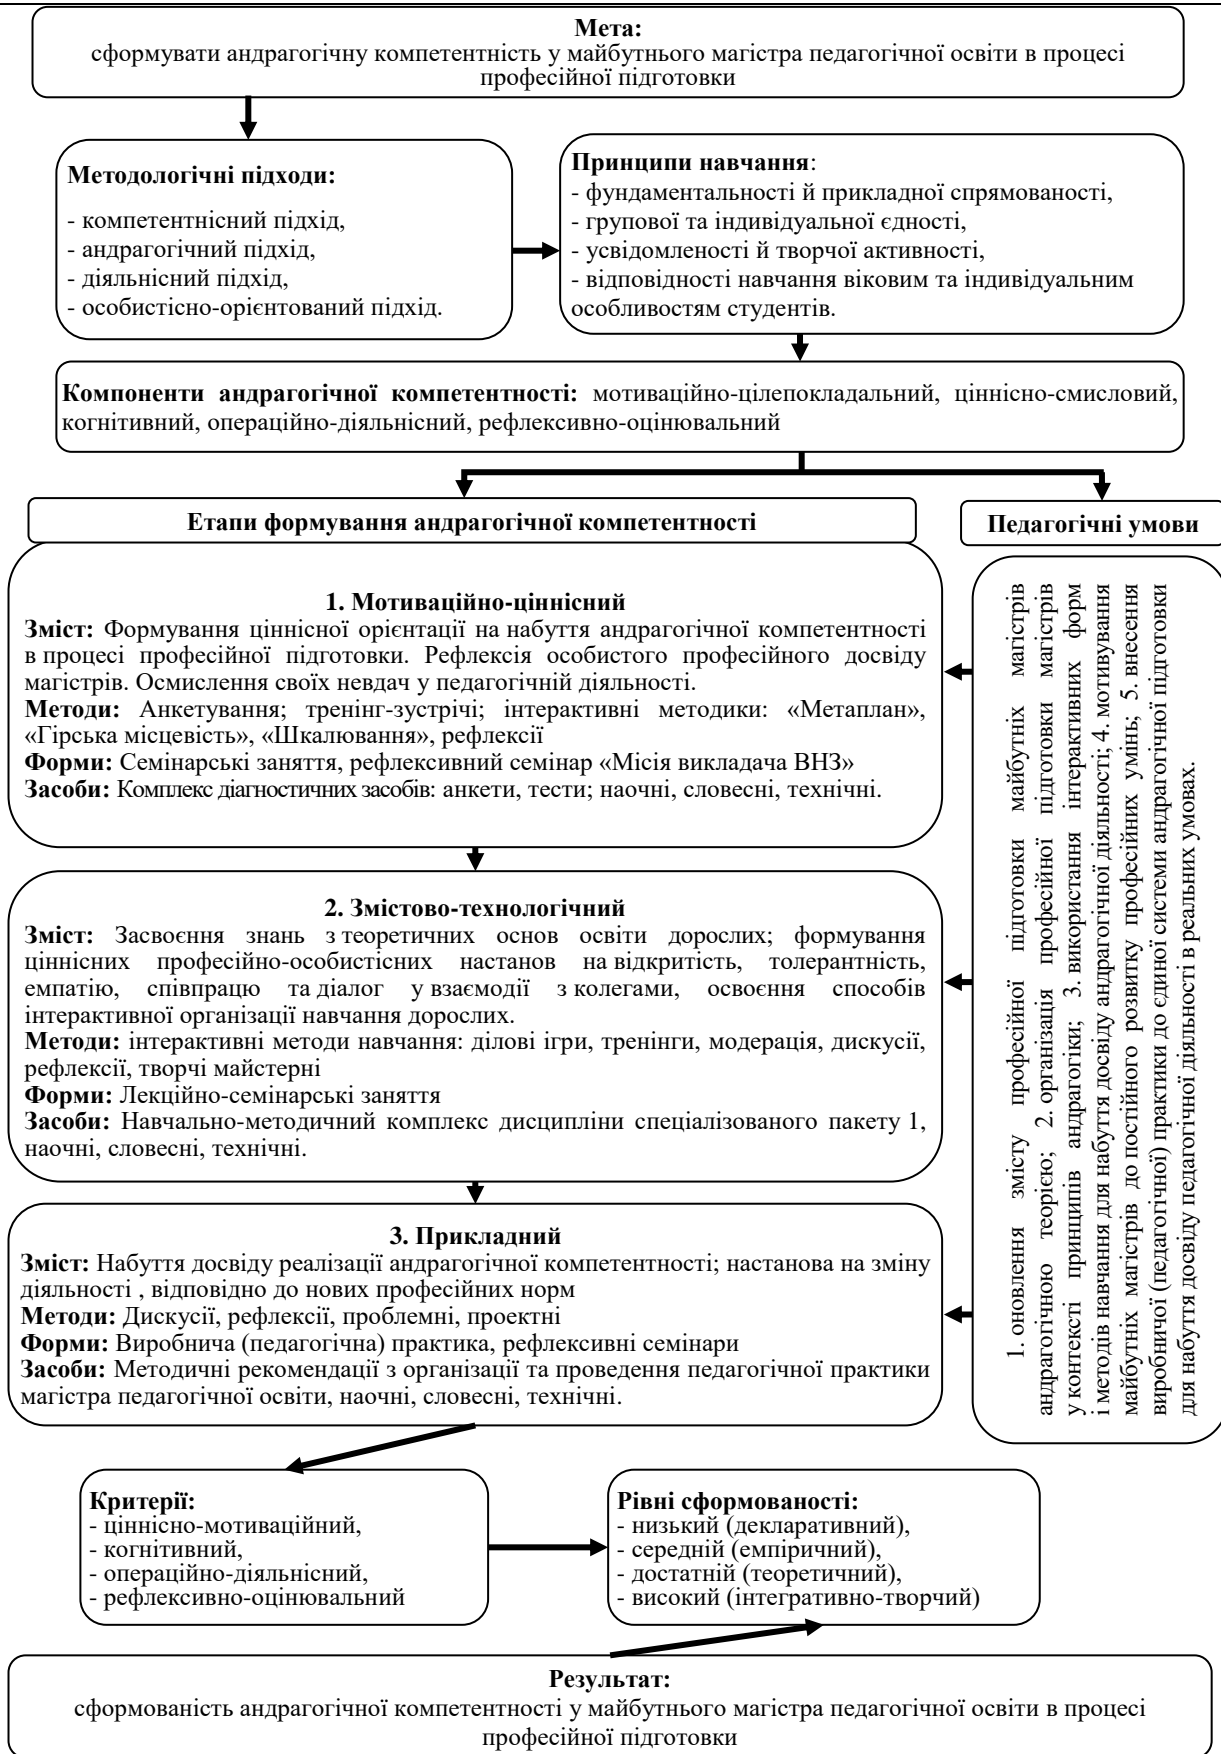 Мета:
сформувати андрагогічну компетентність у майбутнього магістра педагогічної освіти в процесі
професійної підготовки
Методологічні підходи:
- компетентнісний підхід,
- андрагогічний підхід,
- діяльнісний підхід,
- особистісно-орієнтований підхід.
Принципи навчання:
- фундаментальності й прикладної спрямованості,
- групової та індивідуальної єдності,
- усвідомленості й творчої активності,
- відповідності навчання віковим та індивідуальним
особливостям студентів.
Компоненти андрагогічної компетентності: мотиваційно-цілепокладальний, ціннісно-смисловий,
когнітивний, операційно-діяльнісний, рефлексивно-оцінювальний
Етапи формування андрагогічної компетентності
1. Мотиваційно-ціннісний
Зміст: Формування ціннісної орієнтації на набуття андрагогічної компетентності
в процесі професійної підготовки. Рефлексія особистого професійного досвіду
магістрів. Осмислення своїх невдач у педагогічній діяльності.
Методи: Анкетування; тренінг-зустрічі; інтерактивні методики: «Метаплан»,
«Гірська місцевість», «Шкалювання», рефлексії
Форми: Семінарські заняття, рефлексивний семінар «Місія викладача ВНЗ»
Засоби: Комплекс діагностичних засобів: анкети, тести; наочні, словесні, технічні.
2. Змістово-технологічний
Зміст: Засвоєння знань з теоретичних основ освіти дорослих; формування
ціннісних професійно-особистісних настанов на відкритість, толерантність,
емпатію, співпрацю та діалог у взаємодії з колегами, освоєння способів
інтерактивної організації навчання дорослих.
Методи: інтерактивні методи навчання: ділові ігри, тренінги, модерація, дискусії,
рефлексії, творчі майстерні
Форми: Лекційно-семінарські заняття
Засоби: Навчально-методичний комплекс дисципліни спеціалізованого пакету 1,
наочні, словесні, технічні.
3. Прикладний
Зміст: Набуття досвіду реалізації андрагогічної компетентності; настанова на зміну
діяльності , відповідно до нових професійних норм
Методи: Дискусії, рефлексії, проблемні, проектні
Форми: Виробнича (педагогічна) практика, рефлексивні семінари
Засоби: Методичні рекомендації з організації та проведення педагогічної практики
магістра педагогічної освіти, наочні, словесні, технічні.
Педагогічні умови
1. оновлення змісту професійної підготовки майбутніх магістрів
андрагогічною теорією; 2. організація професійної підготовки магістрів
у контексті принципів андрагогіки; 3. використання інтерактивних форм
і методів навчання для набуття досвіду андрагогічної діяльності; 4. мотивування
майбутніх магістрів до постійного розвитку професійних умінь; 5. внесення
виробничої (педагогічної) практики до єдиної системи андрагогічної підготовки
для набуття досвіду педагогічної діяльності в реальних умовах.
Критерії:
- ціннісно-мотиваційний,
- когнітивний,
- операційно-діяльнісний,
- рефлексивно-оцінювальний
Рівні сформованості:
- низький (декларативний),
- середній (емпіричний),
- достатній (теоретичний),
- високий (інтегративно-творчий)
Результат:
сформованість андрагогічної компетентності у майбутнього магістра педагогічної освіти в процесі
професійної підготовки